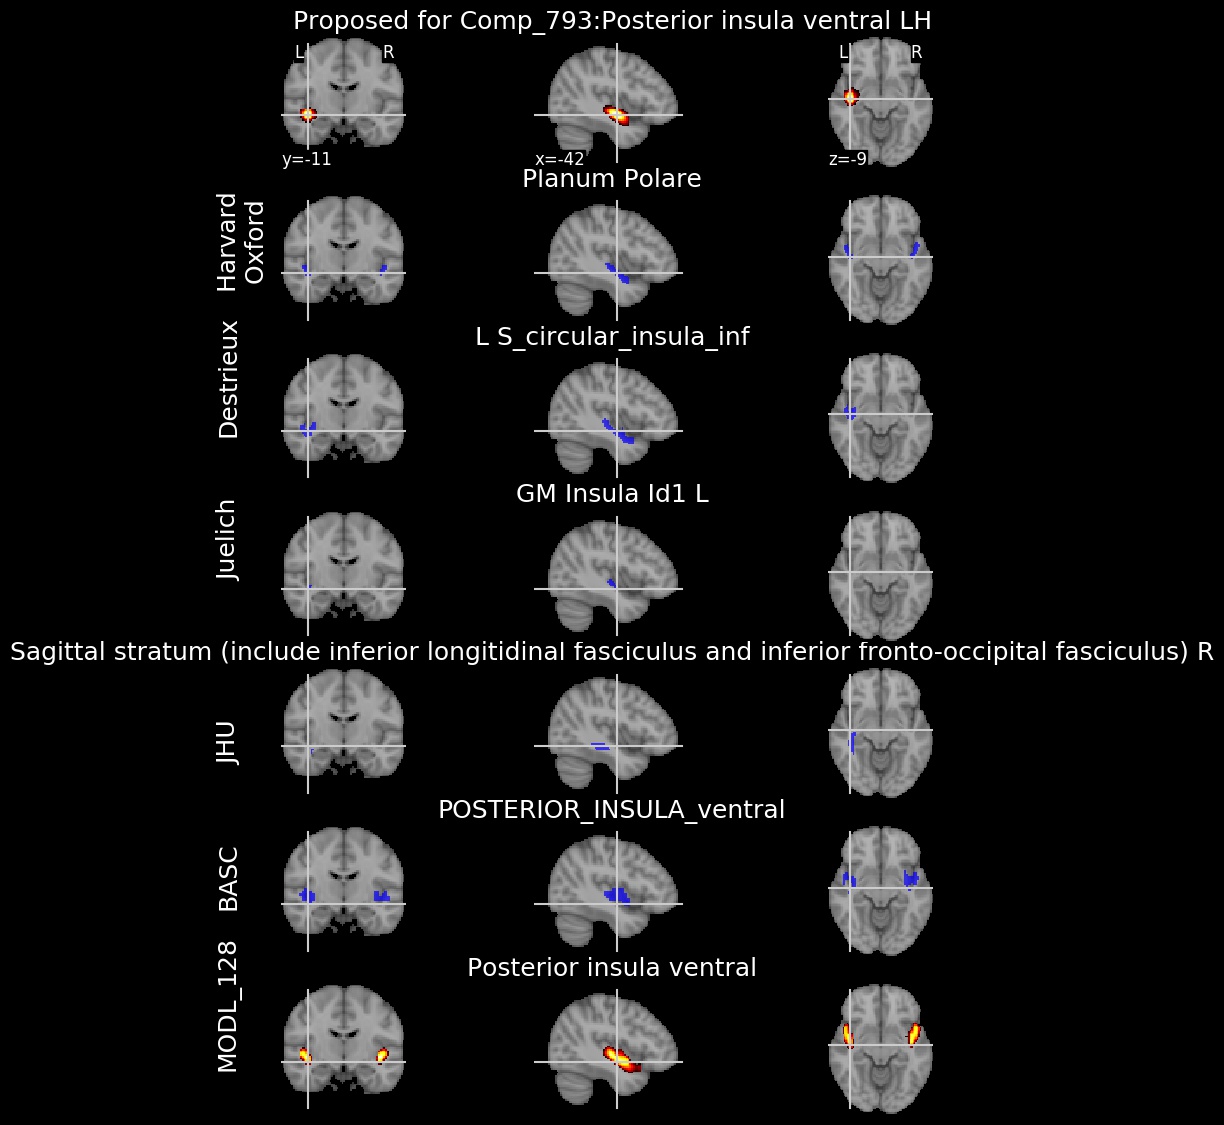 Proposed for Comp_793:Posterior insula ventral LH
L R L R
y=-11 x=-42 z=-9
Planum Polare
Harvard
Oxford
L S_circular_insula_inf
Destrieux
GM Insula Id1 L
Juelich
Sagittal stratum (include inferior longitidinal fasciculus and inferior fronto-occipital fasciculus) R
JHU
POSTERIOR_INSULA_ventral
BASC
Posterior insula ventral
MODL_128